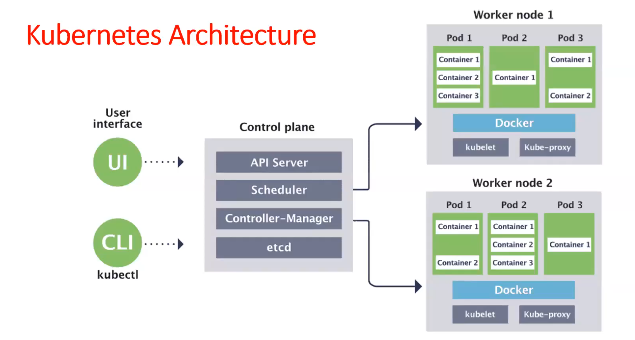 Kubernetes Architecture
User
interface
UI
CLI
kubectl
Control plane
API Server
Scheduler
Controller-Manager
etcd
Worker node 1
Pod 1
Container 1
Container 2
Container 3
Pod 2
Container 1
Pod 3
Container 1
Container 2
Docker
kubelet
Kube-proxy
Worker node 2
Pod 1
Container 1
Container 2
Pod 2
Container 1
Container 2
Container 3
Pod 3
Container 1
Docker
kubelet
Kube-proxy